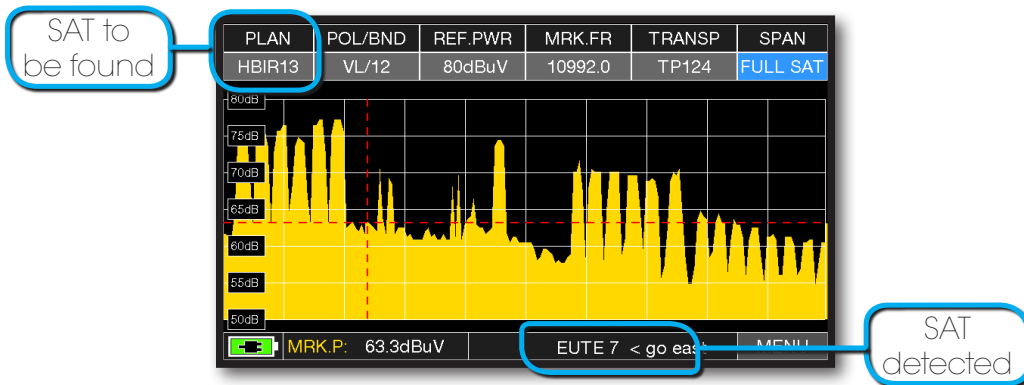 SAT to
be found
PLAN POL/BND REF.PWR MRK.FR TRANSP SPAN
HBIR13 VL/12 80dBuV 10992.0 TP124 FULL SAT
80dB
75dB
70dB
65dB
60dB
55dB
50dB
MRK.P: 63.3dBuV EUTE 7 < go east MENU
SAT
detected